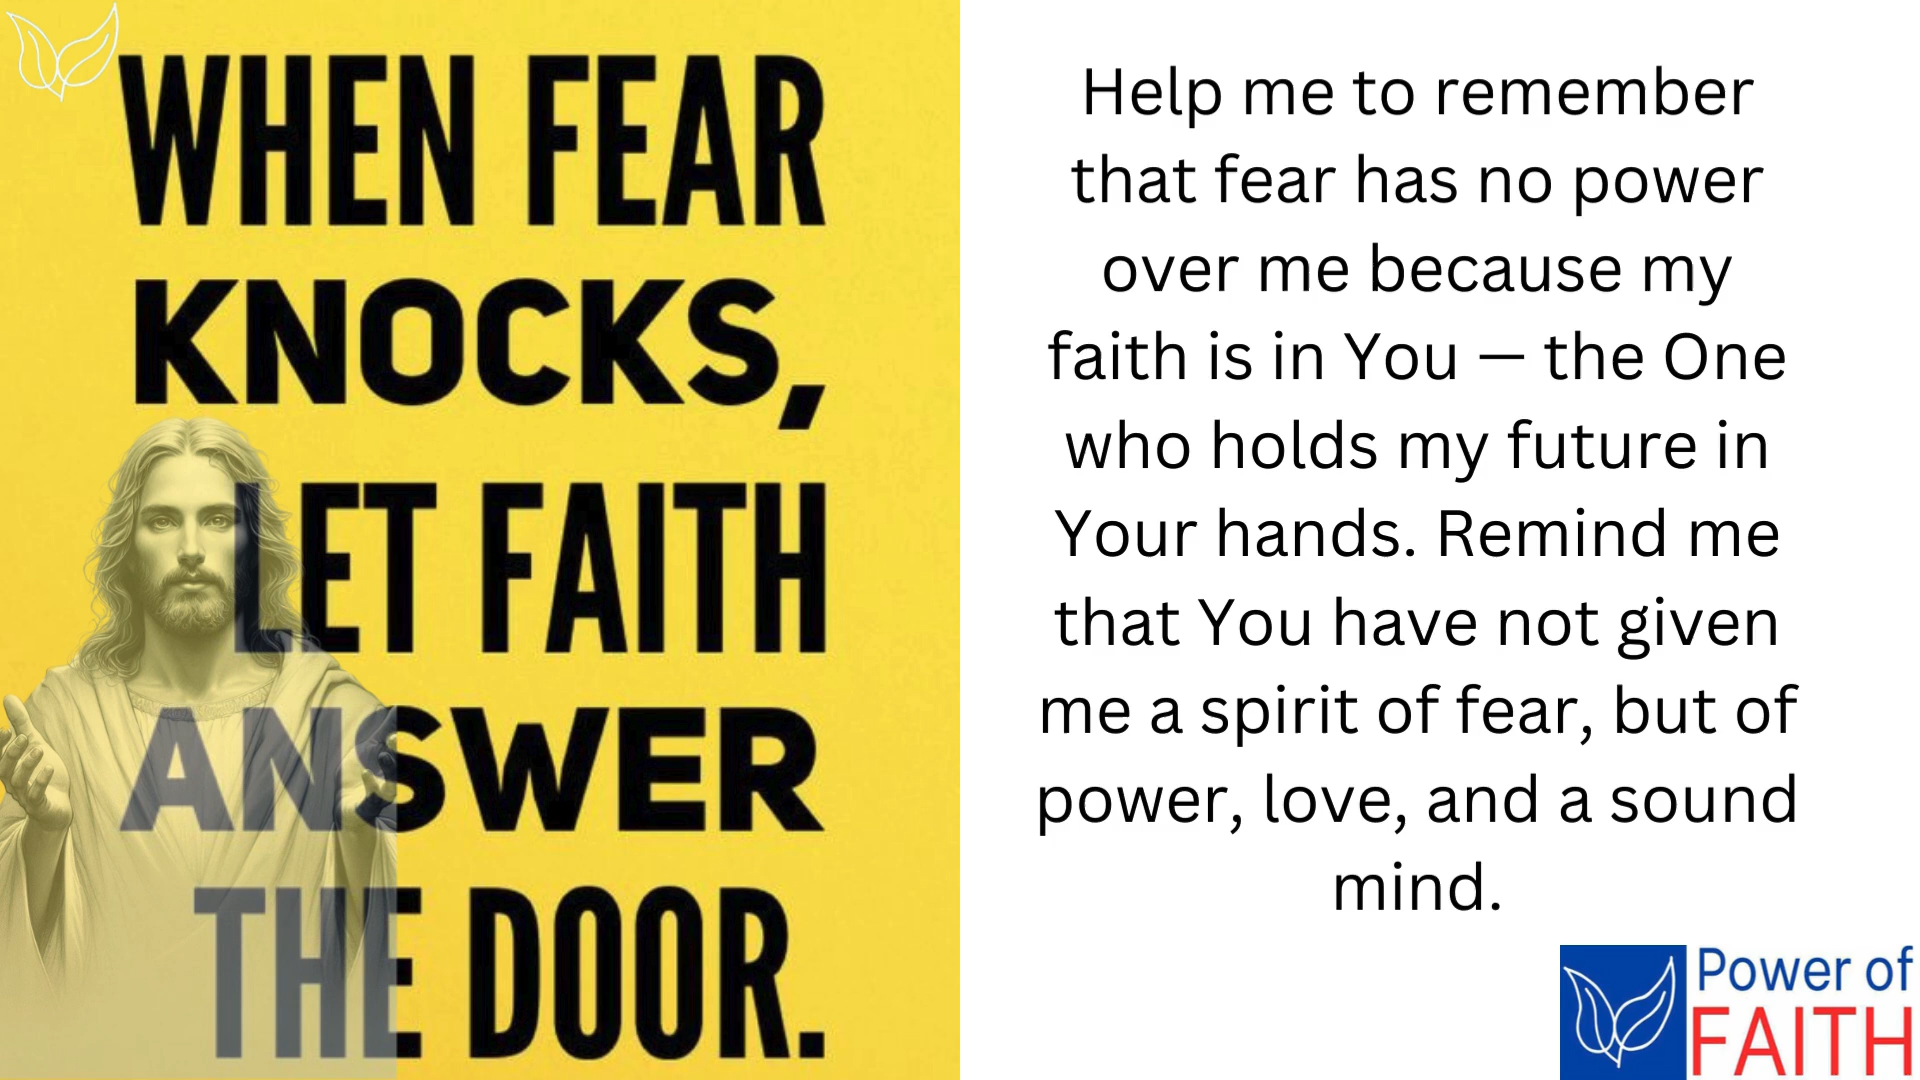 WHEN FEAR
KNOCKS,
LET FAITH
ANSWER
THE DOOR.
Help me to remember
that fear has no power
over me because my
faith is in You — the One
who holds my future in
Your hands. Remind me
that You have not given
me a spirit of fear, but of
power, love, and a sound
mind.
Power of
FAITH